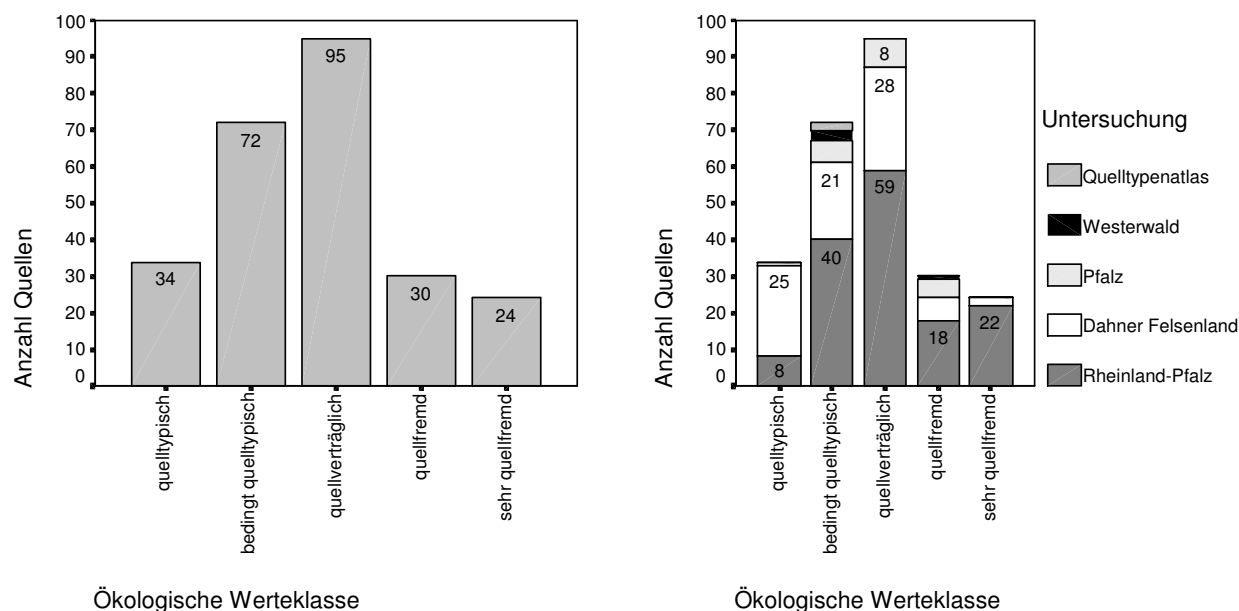 Anzahl Quellen
100
90
80
70
60
50
40
30
20
10
0
34
72
95
30
24
quelltypisch
bedingt quelltypisch
quellverträglich
quellfremd
sehr quellfremd
Ökologische Werteklasse
Anzahl Quellen
100
90
80
70
60
50
40
30
20
10
0
25
8
21
40
8
28
59
18
22
quelltypisch
bedingt quelltypisch
quellverträglich
quellfremd
sehr quellfremd
Ökologische Werteklasse
Untersuchung
Quelltypenatlas
Westerwald
Pfalz
Dahner Felsenland
Rheinland-Pfalz